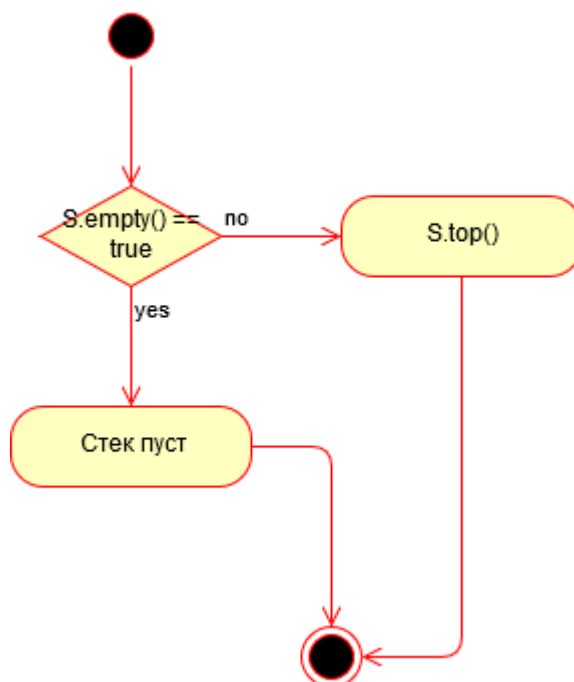 S.empty() ==
true
no
S.top()
yes
Стек пуст